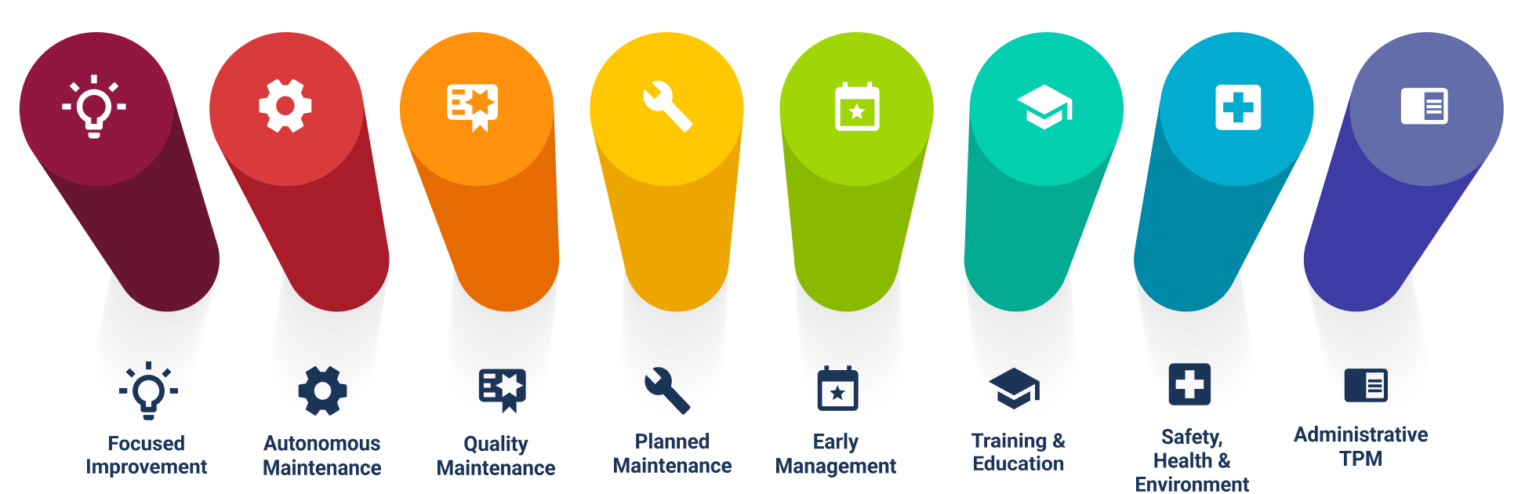 Focused
Improvement
Autonomous
Maintenance
Quality
Maintenance
Planned
Maintenance
Early
Management
Training &
Education
Safety,
Health &
Environment
Administrative
TPM